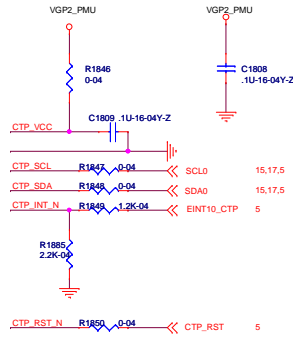 VGP2_PMU VGP2_PMU
R1846
0-04
C1808
.1U-16-04Y-Z
C1809 .1U-16-04Y-Z
CTP_VCC
CTP_SCL R1847 0-04 SCL0 15,17,5
CTP_SDA R1848 0-04 SDA0 15,17,5
CTP_INT_N R1849 1.2K-04 EINT10_CTP 5
R1885
2.2K-04
CTP_RST_N R1850 0-04 CTP_RST 5